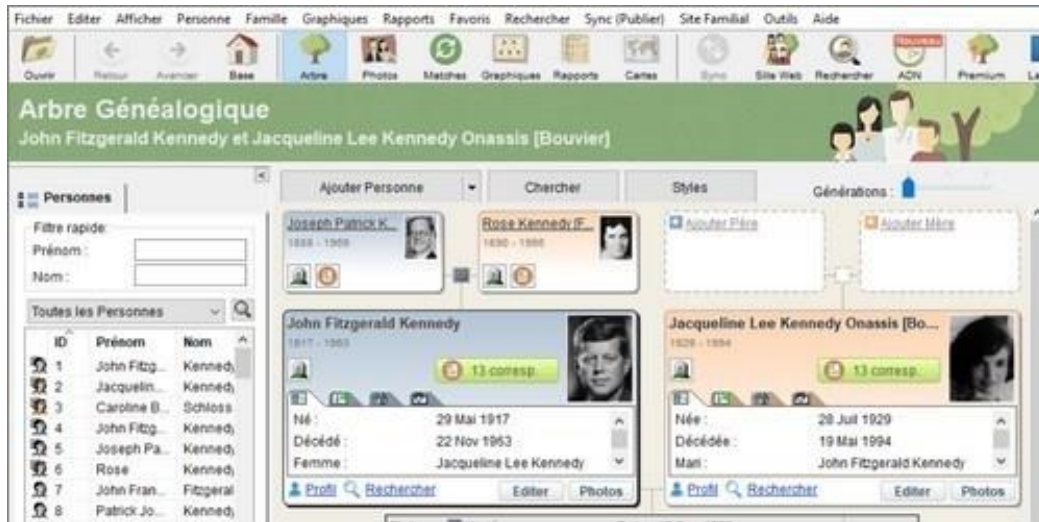 Fichier Editer Afficher Personne Famille Graphiques Rapports Favoris Rechercher Sync (Publier) Site Familial Outils Aide
Nouveau
Ouvrir Retour Avancer Base Arbre Photos Matches Graphiques Rapports Cartes Sync Site Web Rechercher ADN Premium
Arbre Généalogique
John Fitzgerald Kennedy et Jacqueline Lee Kennedy Onassis [Bouvier]
Personnes
Filtre rapide:
Prénom :
Nom :
Toutes les Personnes
ID Prénom Nom
1 John Fitzg... Kennedy
2 Jacquelin... Kennedy
3 Caroline B... Schloss
4 John Fitzg... Kennedy
5 Joseph Pa... Kennedy
6 Rose Kennedy
7 John Fran... Fitzgeral
8 Patrick Jo... Kennedy
Ajouter Personne Chercher Styles Générations :
Joseph Patrick K...
1888 - 1969
Rose Kennedy [F...
1890 - 1995
Ajouter Père
Ajouter Mère
John Fitzgerald Kennedy
1917 - 1963
13 corresp.
Né : 29 Mai 1917
Décédé : 22 Nov 1963
Femme : Jacqueline Lee Kennedy
Profil Rechercher Editer Photos
Jacqueline Lee Kennedy Onassis [Bo...
1929 - 1994
13 corresp.
Née : 28 Juil 1929
Décédée : 19 Mai 1994
Mari : John Fitzgerald Kennedy
Profil Rechercher Editer Photos